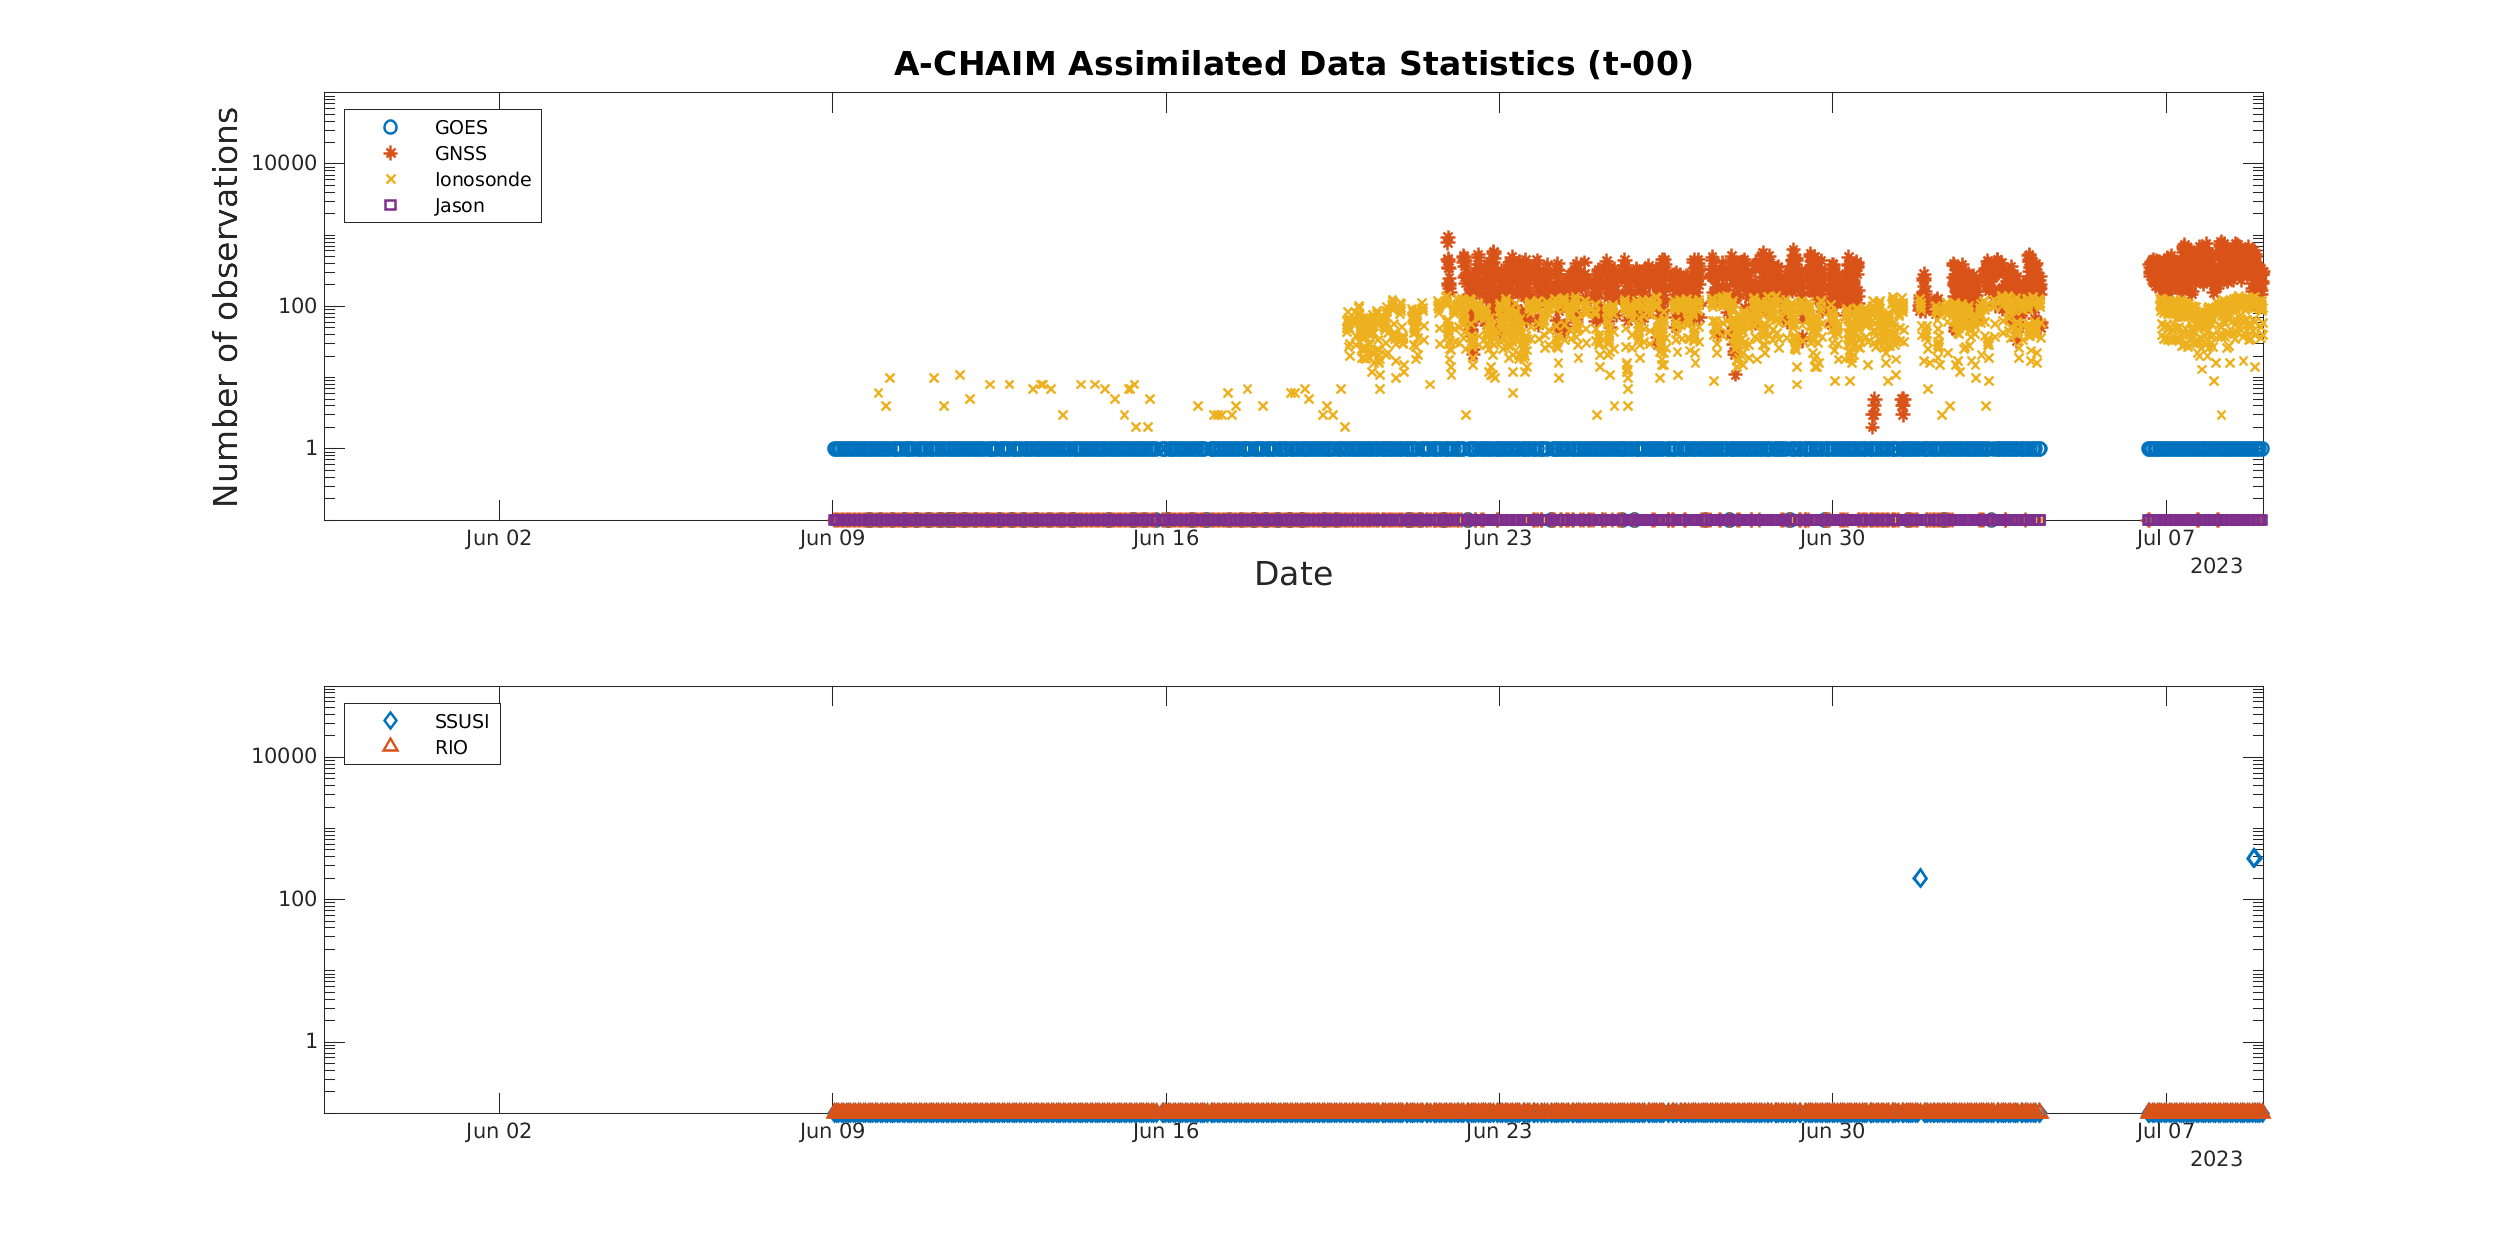 A-CHAIM Assimilated Data Statistics (t-00)
Number of observations
GOES
GNSS
Ionosonde
Jason
10000
100
1
Jun 02 Jun 09 Jun 16 Jun 23 Jun 30 Jul 07
2023
Date
SSUSI
RIO
10000
100
1
Jun 02 Jun 09 Jun 16 Jun 23 Jun 30 Jul 07
2023